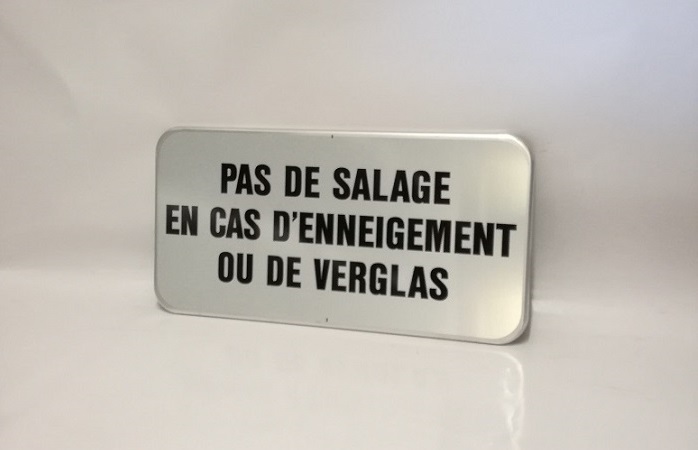 PAS DE SALAGE
EN CAS D'ENNEIGEMENT
OU DE VERGLAS